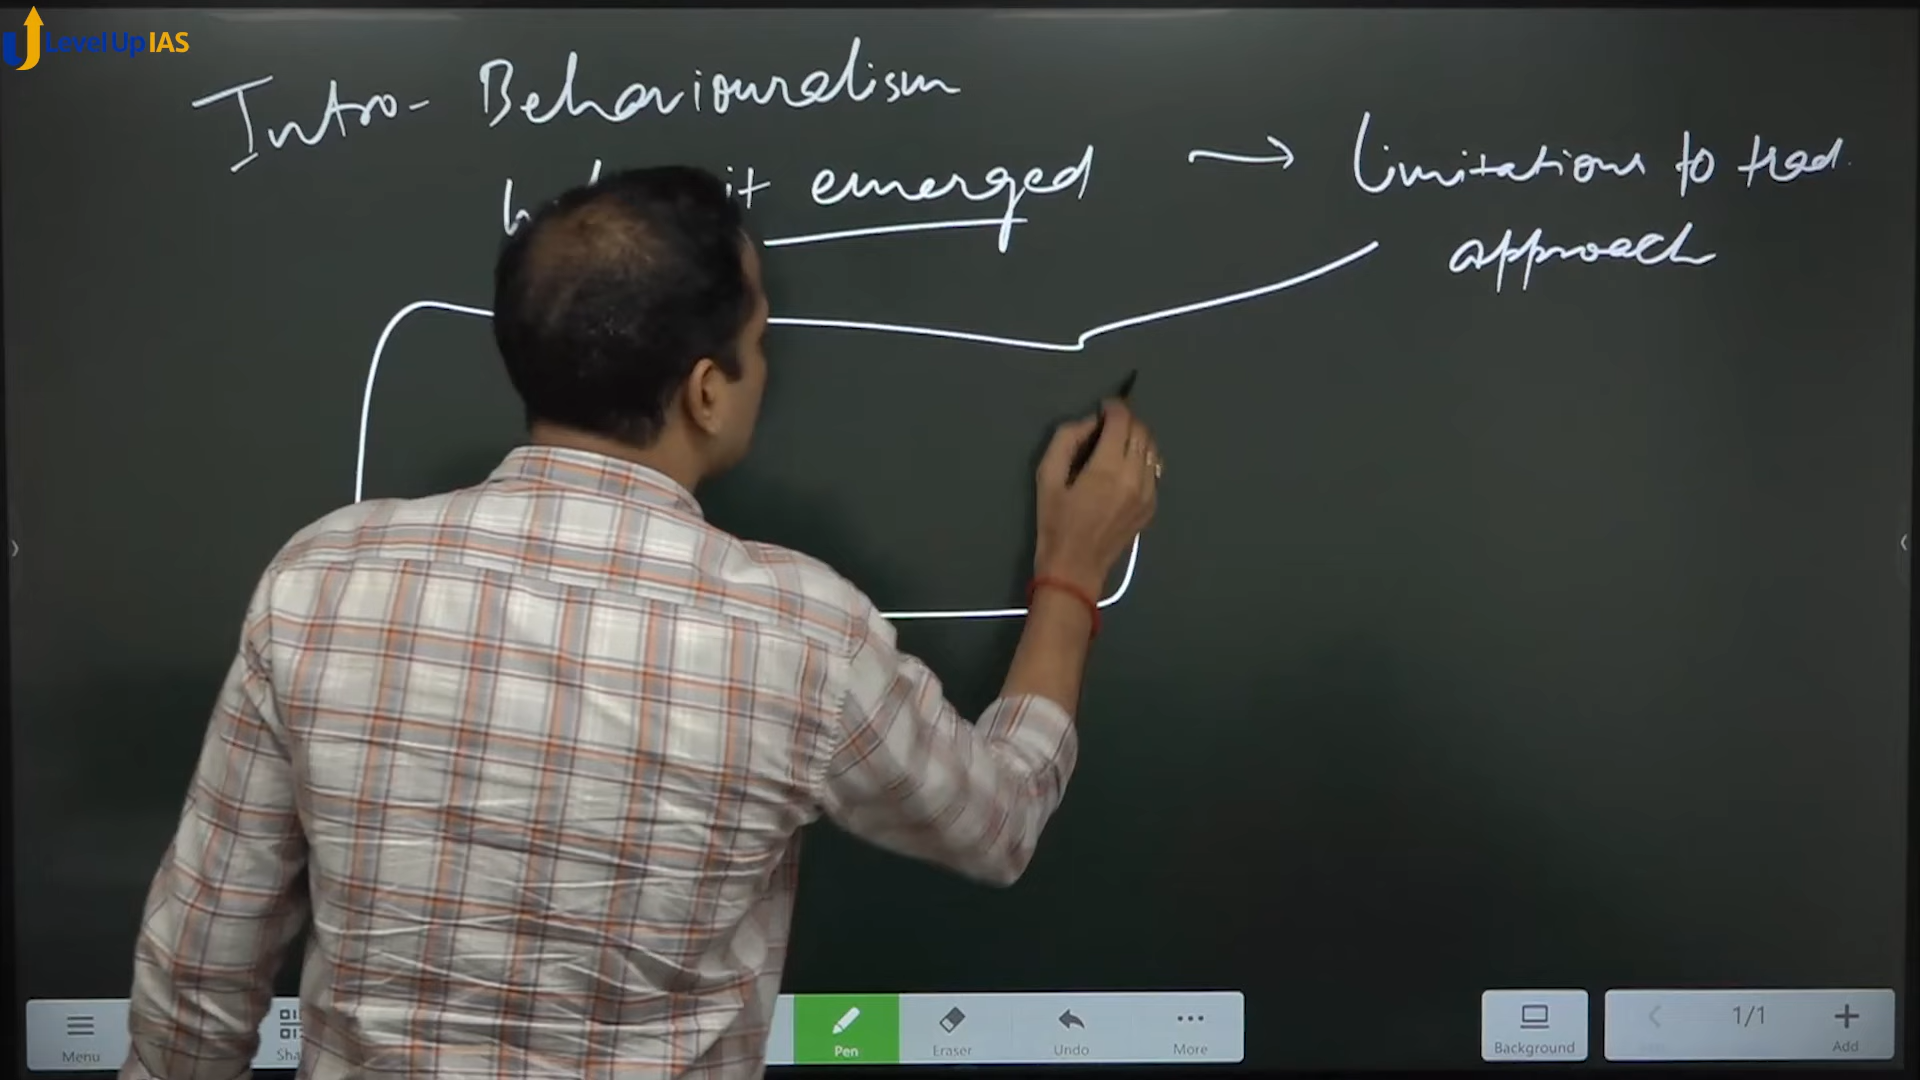 Level Up IAS
Intro - Behaviouralism
it emerged → limitations to trad.
approach
Menu
Pen
Eraser
Undo
More
Background
1/1
Add